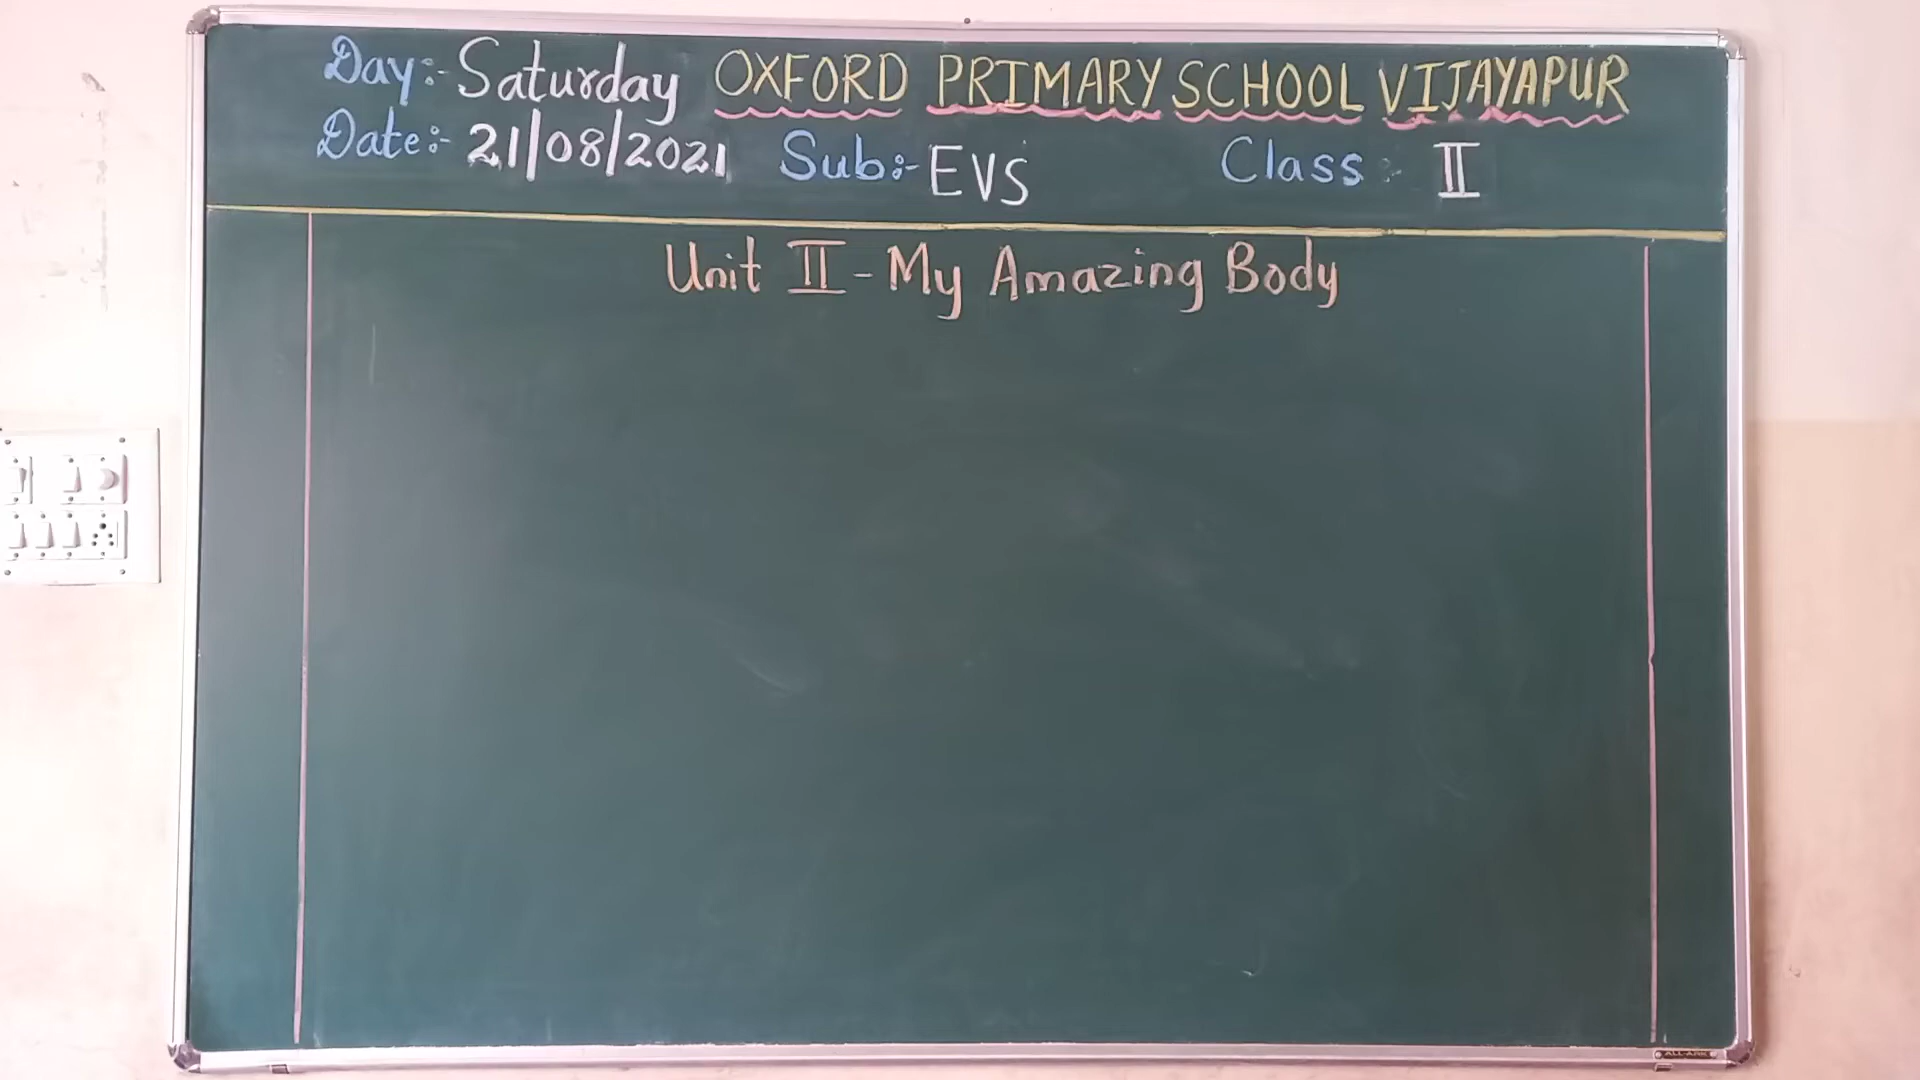 Day:- Saturday OXFORD PRIMARY SCHOOL VIJAYAPUR
Date:- 21/08/2021 Sub:- EVS Class:- II
Unit II - My Amazing Body